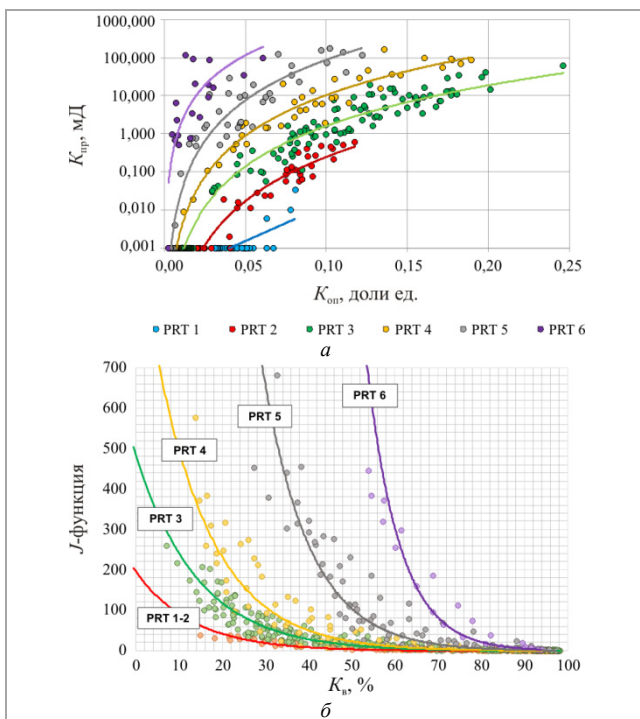 1000,000
100,000
10,000
1,000
0,100
0,010
0,001
Kпр, мД
0,00 0,05 0,10 0,15 0,20 0,25
Kоп, доли ед.
PRT 1 PRT 2 PRT 3 PRT 4 PRT 5 PRT 6
а
700
600
500
400
300
200
100
0
J-функция
PRT 6
PRT 5
PRT 4
PRT 3
PRT 1-2
0 10 20 30 40 50 60 70 80 90 100
Kв, %
б